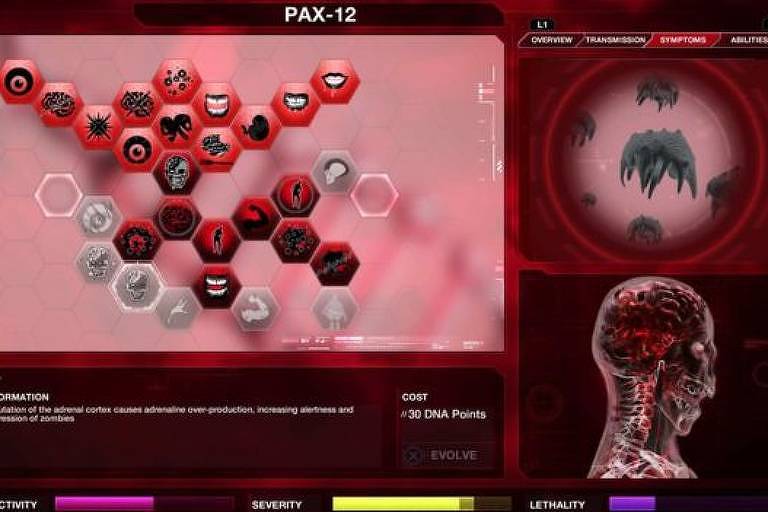 PAX-12
L1
OVERVIEW TRANSMISSION SYMPTOMS ABILITIES
ORMATION
utation of the adrenal cortex causes adrenaline over-production, increasing alertness and
ression of zombies
COST
//30 DNA Points
EVOLVE
CTIVITY
SEVERITY
LETHALITY